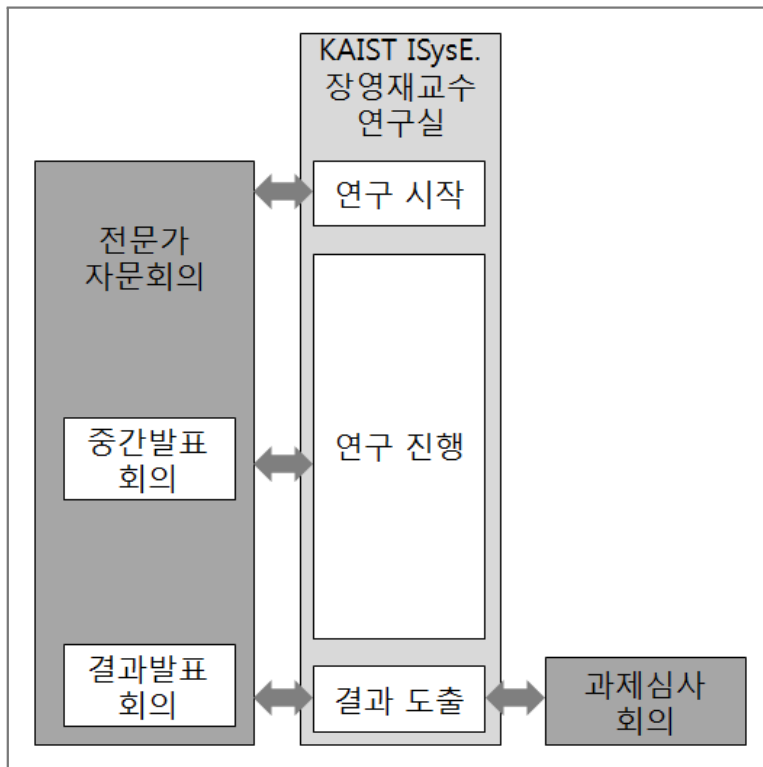 KAIST ISysE.
장영재교수
연구실
연구 시작
전문가
자문회의
중간발표
회의
연구 진행
결과발표
회의
결과 도출
과제심사
회의